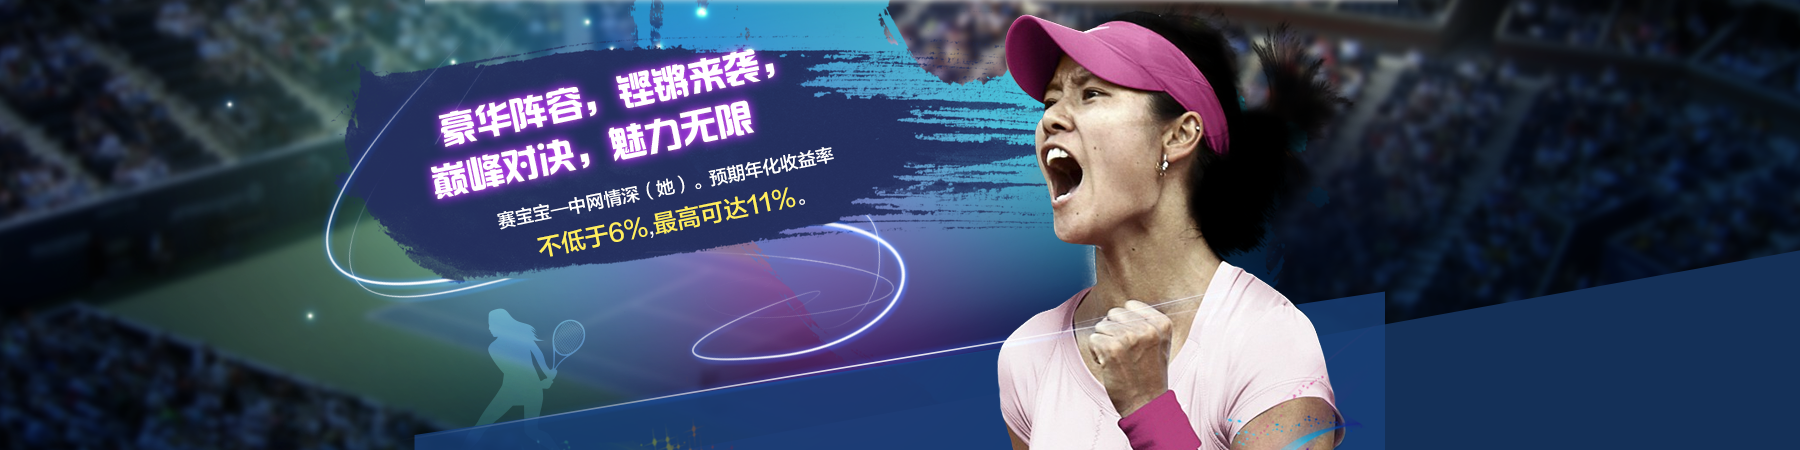 豪华阵容，铿锵来袭，
巅峰对决，魅力无限
赛宝宝—中网情深（她）。预期年化收益率
不低于6%,最高可达11%。